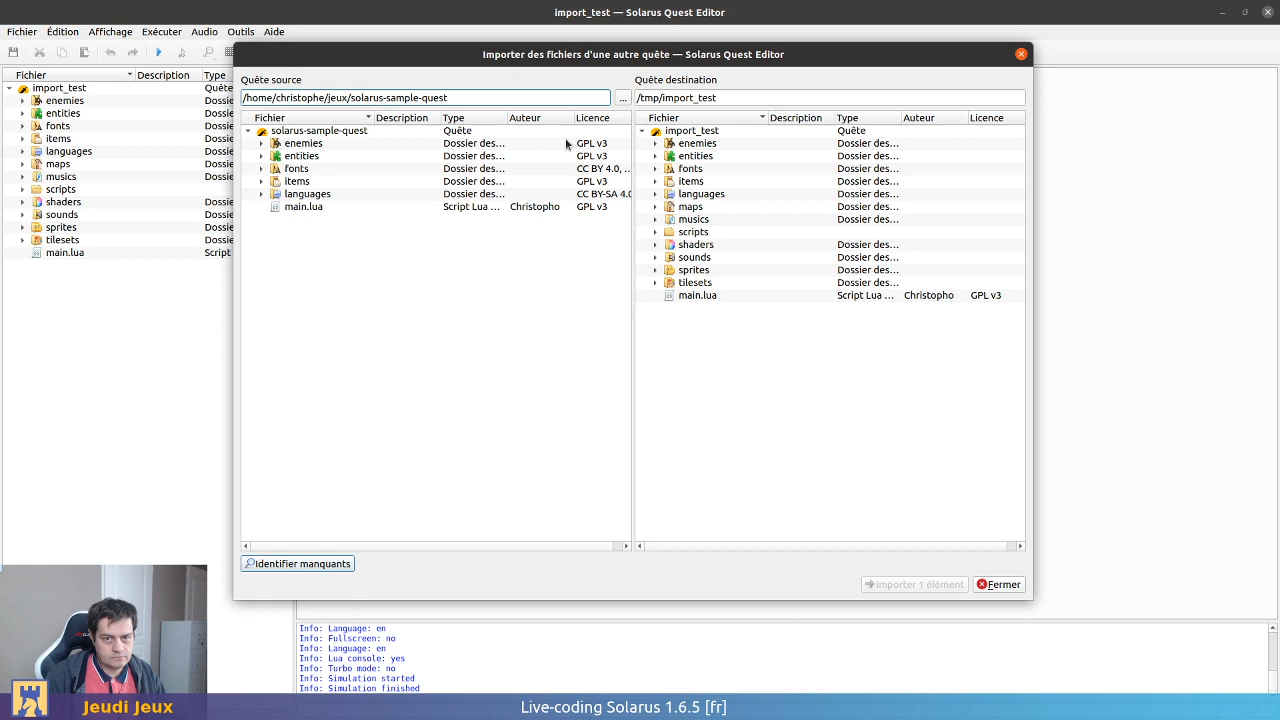 import_test — Solarus Quest Editor
Fichier Édition Affichage Exécuter Audio Outils Aide
Importer des fichiers d'une autre quête — Solarus Quest Editor
Fichier Description Type
import_test Quête
enemies Dossie
entities Dossie
fonts Dossie
items Dossie
languages Dossie
maps Dossie
musics Dossie
scripts
shaders Dossie
sounds Dossie
sprites Dossie
tilesets Dossie
main.lua Script
Quête source
/home/christophe/jeux/solarus-sample-quest ...
Fichier Description Type Auteur Licence
solarus-sample-quest Quête
enemies Dossier des... GPL v3
entities Dossier des... GPL v3
fonts Dossier des... CC BY 4.0, ..
items Dossier des... GPL v3
languages Dossier des... CC BY-SA 4.0
main.lua Script Lua ... Christopho GPL v3
Identifier manquants
Quête destination
/tmp/import_test
Fichier Description Type Auteur Licence
import_test Quête
enemies Dossier des...
entities Dossier des...
fonts Dossier des...
items Dossier des...
languages Dossier des...
maps Dossier des...
musics Dossier des...
scripts
shaders Dossier des...
sounds Dossier des...
sprites Dossier des...
tilesets Dossier des...
main.lua Script Lua ... Christopho GPL v3
Importer 1 élément Fermer
Info: Language: en
Info: Fullscreen: no
Info: Language: en
Info: Lua console: yes
Info: Turbo mode: no
Info: Simulation started
Info: Simulation finished
Jeudi Jeux
Live-coding Solarus 1.6.5 [fr]